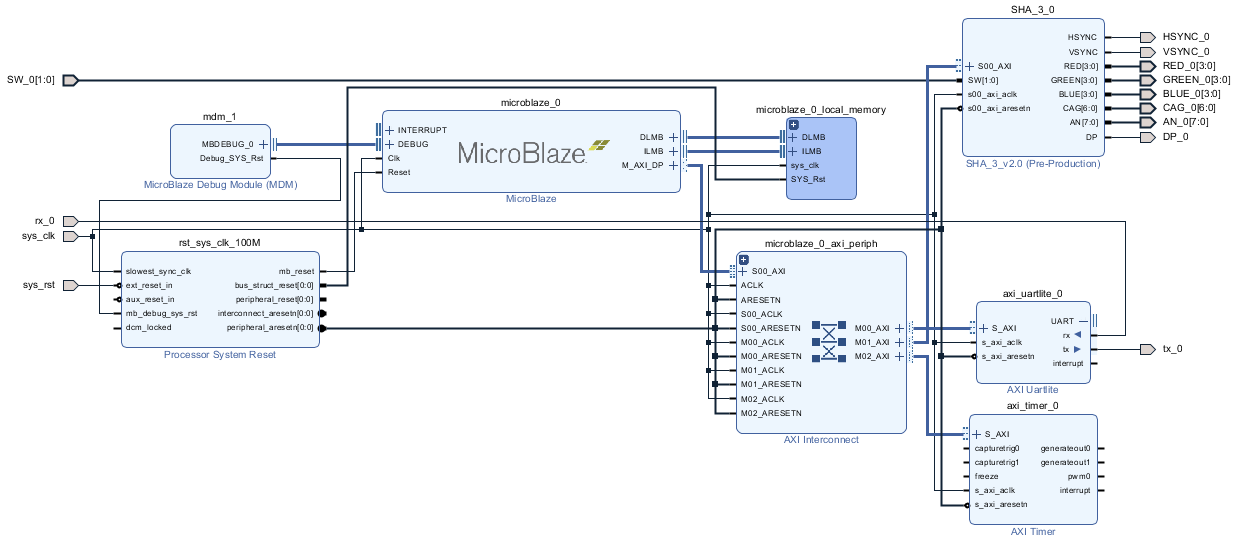 SHA_3_0
HSYNC
VSYNC
S00_AXI
RED[3:0]
SW[1:0]
GREEN[3:0]
s00_axi_aclk
BLUE[3:0]
s00_axi_aresetn
CAG[6:0]
AN[7:0]
DP
SHA_3_v2.0 (Pre-Production)
HSYNC_0
VSYNC_0
RED_0[3:0]
GREEN_0[3:0]
BLUE_0[3:0]
CAG_0[6:0]
AN_0[7:0]
DP_0
SW_0[1:0]
mdm_1
MBDEBUG_0
Debug_SYS_Rst
MicroBlaze Debug Module (MDM)
microblaze_0
INTERRUPT
DEBUG
Clk
Reset
MicroBlaze
DLMB
ILMB
M_AXI_DP
MicroBlaze
microblaze_0_local_memory
DLMB
ILMB
sys_clk
SYS_Rst
rx_0
sys_clk
sys_rst
rst_sys_clk_100M
slowest_sync_clk
mb_reset
ext_reset_in
bus_struct_reset[0:0]
aux_reset_in
peripheral_reset[0:0]
mb_debug_sys_rst
interconnect_aresetn[0:0]
dcm_locked
peripheral_aresetn[0:0]
Processor System Reset
microblaze_0_axi_periph
S00_AXI
ACLK
ARESETN
S00_ACLK
S00_ARESETN
M00_ACLK
M00_ARESETN
M01_ACLK
M01_ARESETN
M02_ACLK
M02_ARESETN
M00_AXI
M01_AXI
M02_AXI
AXI Interconnect
axi_uartlite_0
UART
S_AXI
rx
s_axi_aclk
tx
s_axi_aresetn
interrupt
AXI Uartlite
tx_0
axi_timer_0
S_AXI
capturetrig0
generateout0
capturetrig1
generateout1
freeze
pwm0
s_axi_aclk
interrupt
s_axi_aresetn
AXI Timer